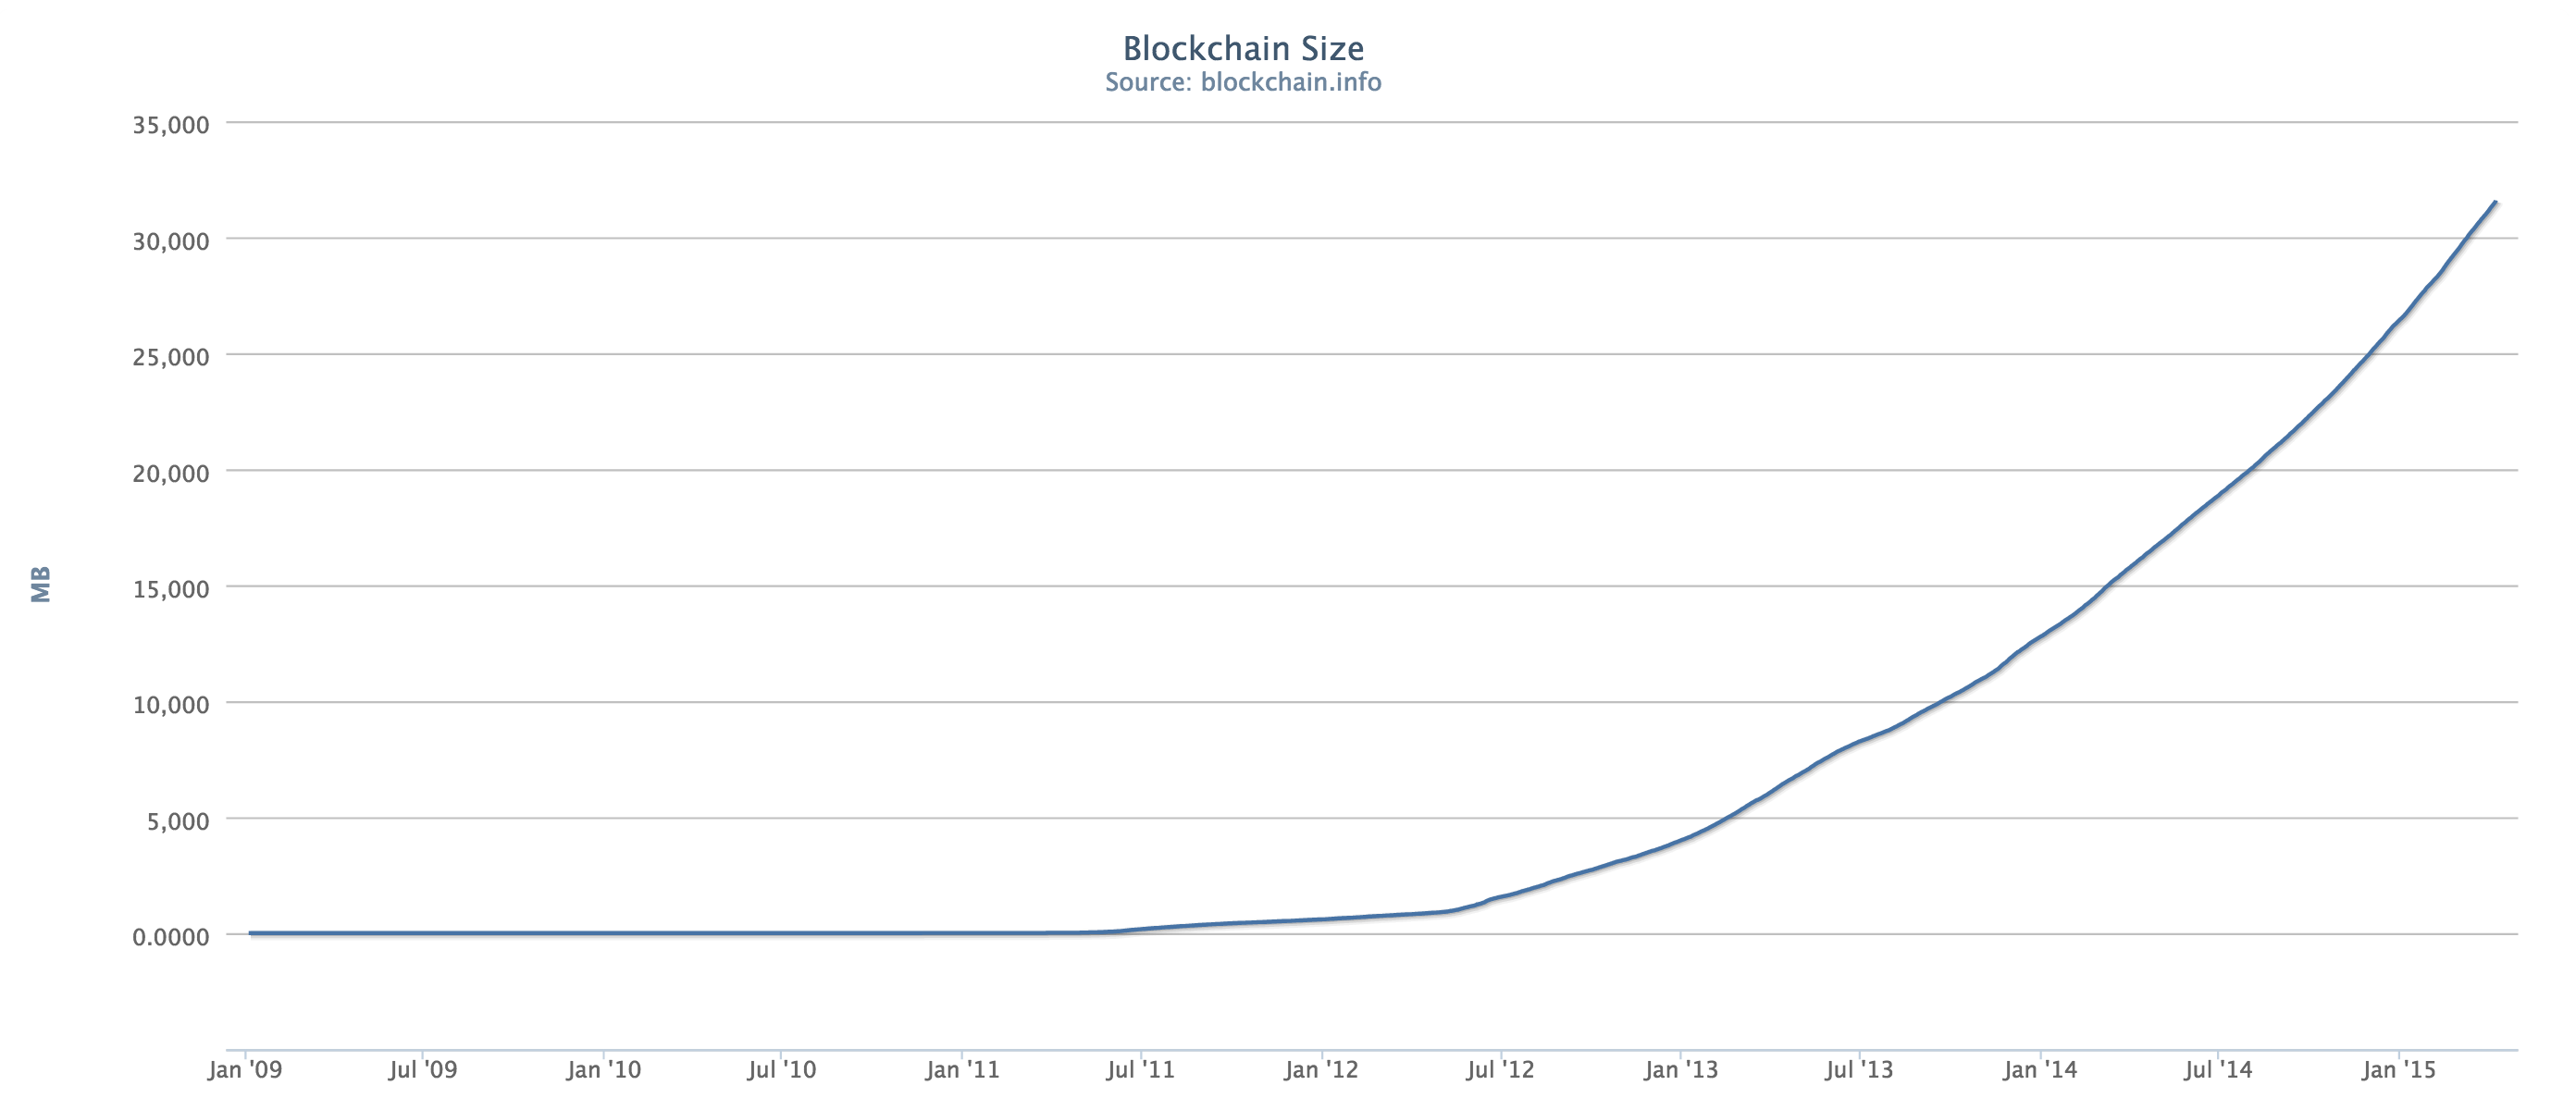 Blockchain Size
Source: blockchain.info
35,000
30,000
25,000
20,000
15,000
10,000
5,000
0.0000
MB
Jan '09 Jul '09 Jan '10 Jul '10 Jan '11 Jul '11 Jan '12 Jul '12 Jan '13 Jul '13 Jan '14 Jul '14 Jan '15